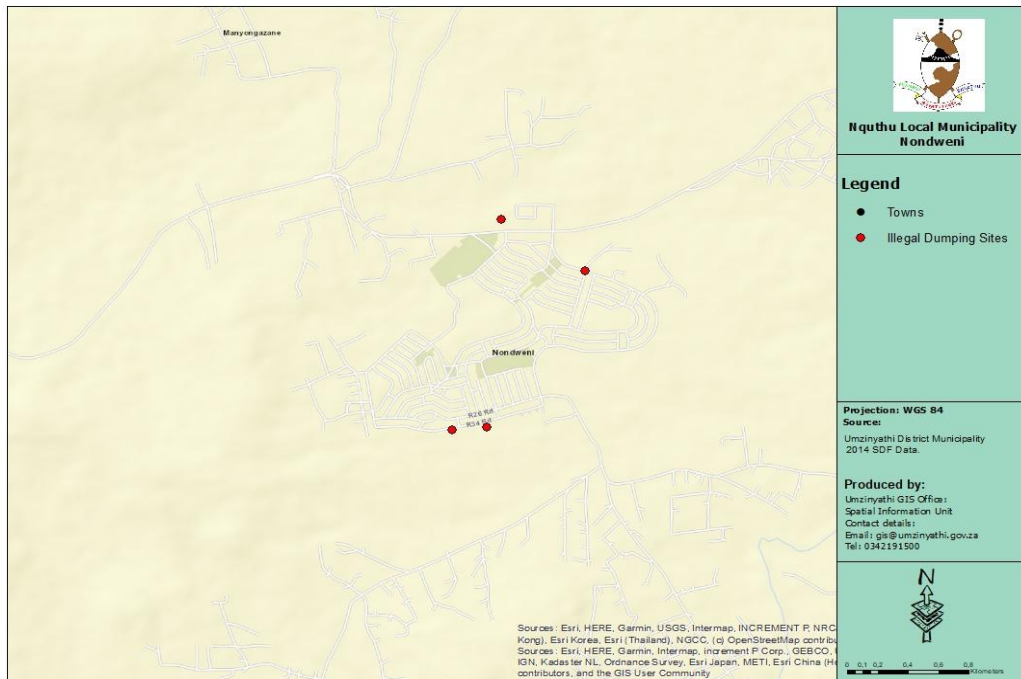 Manyongazane
Nondweni
R34 Rd
Sources: Esri, HERE, Garmin, USGS, Intermap, INCREMENT P, NRC
Kong), Esri Korea, Esri (Thailand), NGCC, (c) OpenStreetMap contribu
Sources: Esri, HERE, Garmin, Intermap, increment P Corp., GEBCO,
IGN, Kadaster NL, Ordnance Survey, Esri Japan, METI, Esri China (H
contributors, and the GIS User Community
Nquthu Local Municipality
Nondweni
Legend
Towns
Illegal Dumping Sites
Projection: WGS 84
Source:
Umzinyathi District Municipality
2014 SDF Data.
Produced by:
Umzinyathi GIS Office:
Spatial Information Unit
Contact details:
Email: gis@umzinyathi.gov.za
Tel: 0342191500
N
0 0,1 0,2 0,4 0,6 0,8
Kilometers